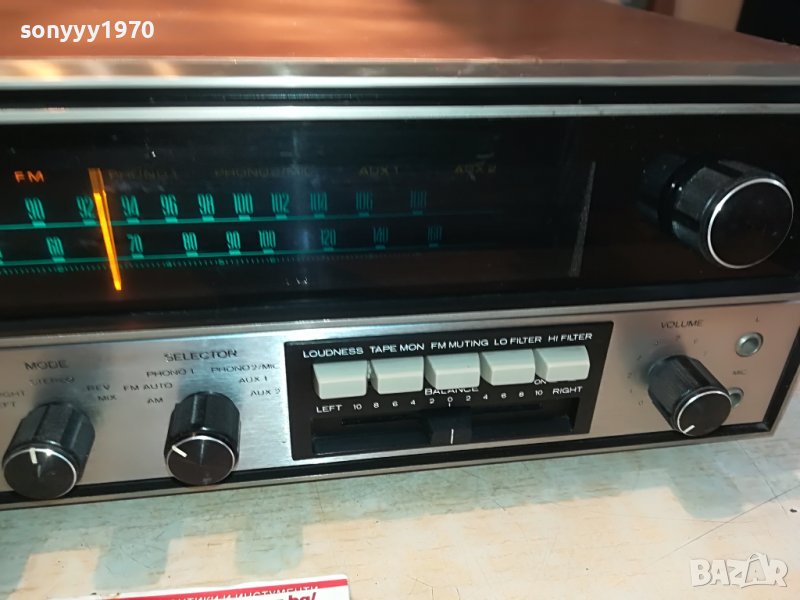 sonyyy1970
FM PHONO 1 PHONO 2/MIC AUX 1 AUX 2
90 92 94 96 98 100 102 104 106 108
60 70 80 90 100 120 140 160
MODE
STEREO REV
LEFT MIX
SELECTOR
PHONO 1 PHONO 2/MIC
FM AUTO AUX 1
AM AUX 2
LOUDNESS TAPE MON FM MUTING LO FILTER HI FILTER
BALANCE ON
LEFT 10 8 6 4 2 0 2 4 6 8 10 RIGHT
VOLUME
L
MIC
И ИНСТУМЕНТИ
BAZAR